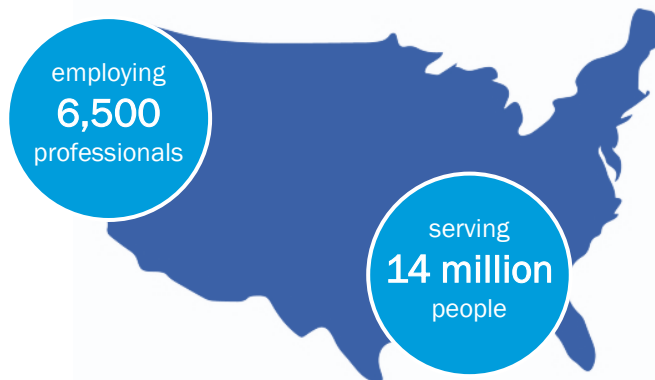 employing
6,500
professionals
serving
14 million
people